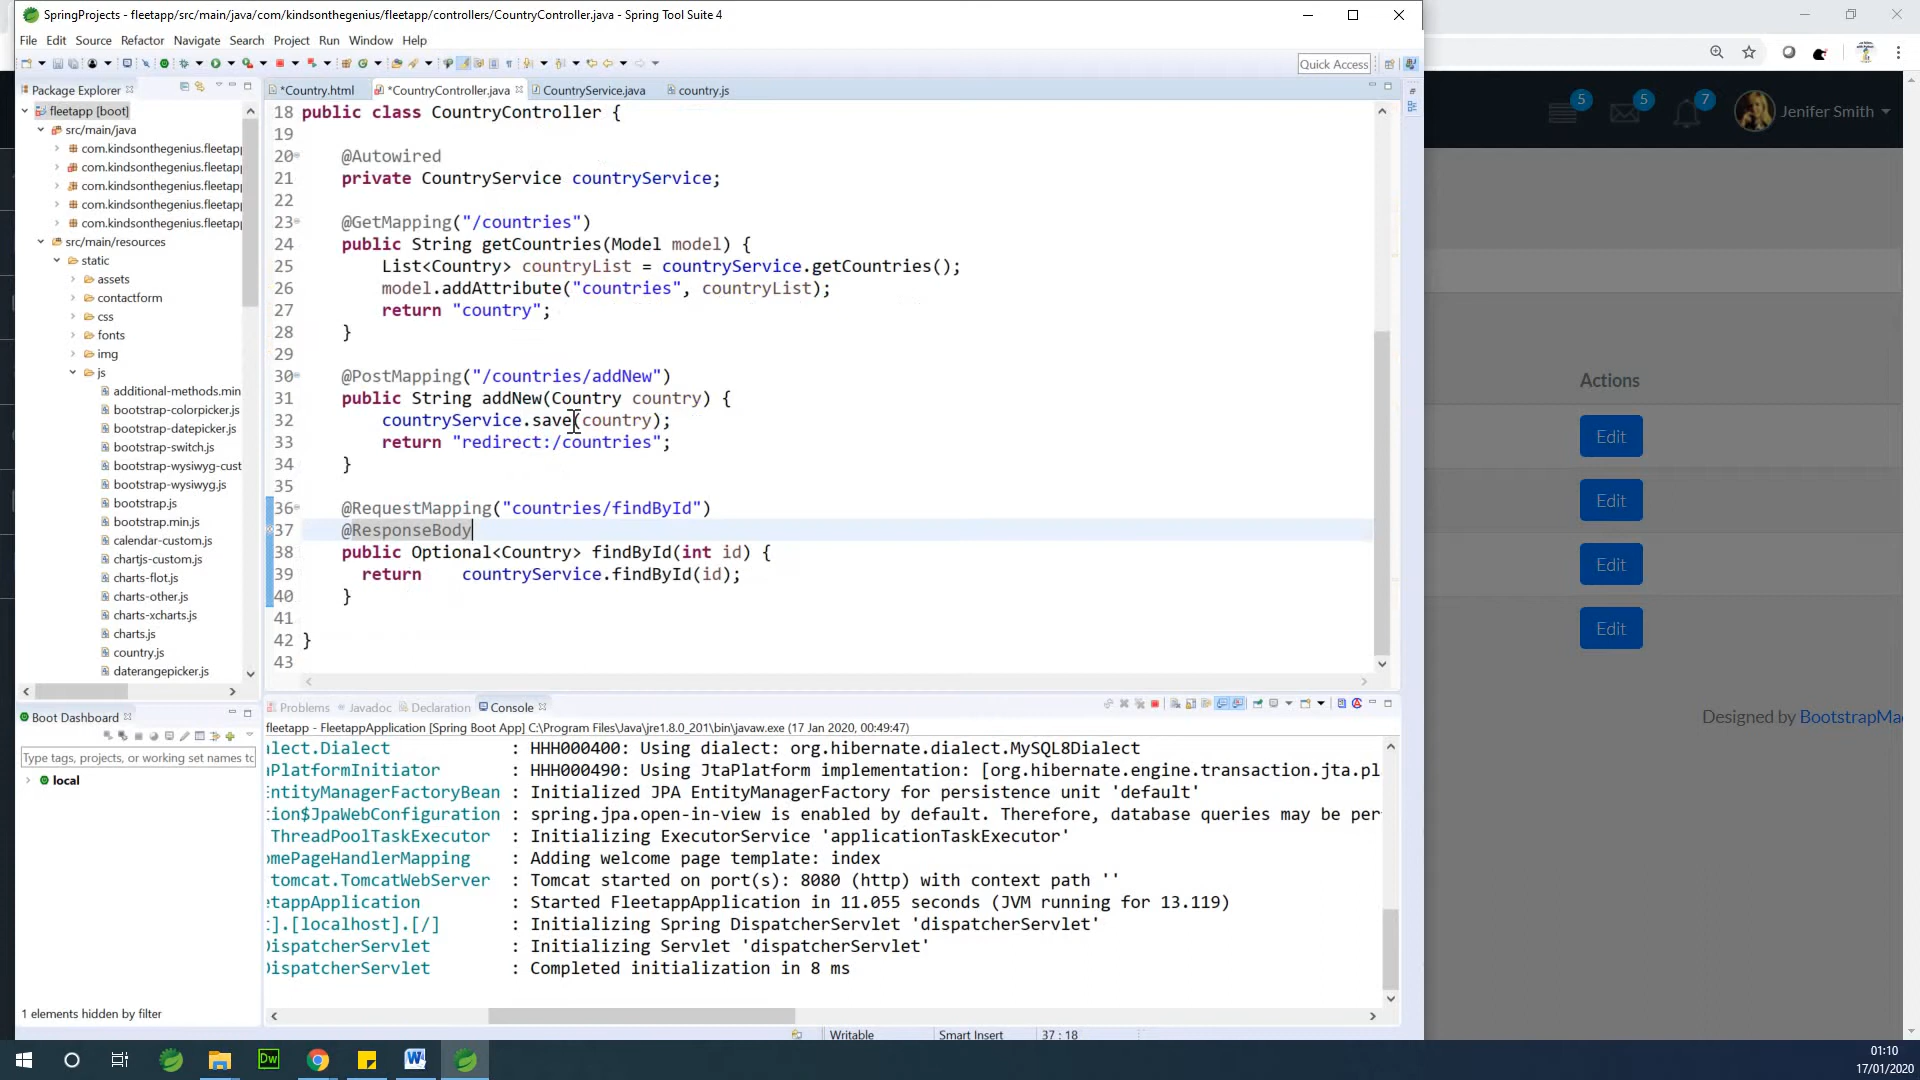 SpringProjects - fleetapp/src/main/java/com/kindsonthegenius/fleetapp/controllers/CountryController.java - Spring Tool Suite 4
File Edit Source Refactor Navigate Search Project Run Window Help
Quick Access
Package Explorer
fleetapp [boot]
src/main/java
com.kindsonthegenius.fleetapp
com.kindsonthegenius.fleetapp
com.kindsonthegenius.fleetapp
com.kindsonthegenius.fleetapp
com.kindsonthegenius.fleetapp
src/main/resources
static
assets
contactform
css
fonts
img
js
additional-methods.min
bootstrap-colorpicker.js
bootstrap-datepicker.js
bootstrap-switch.js
bootstrap-wysiwyg-cust
bootstrap-wysiwyg.js
bootstrap.js
bootstrap.min.js
calendar-custom.js
chartjs-custom.js
charts-flot.js
charts-other.js
charts-xcharts.js
charts.js
country.js
daterangepicker.js
*Country.html *CountryController.java CountryService.java country.js
18 public class CountryController {
19
20 @Autowired
21 private CountryService countryService;
22
23 @GetMapping("/countries")
24 public String getCountries(Model model) {
25 List<Country> countryList = countryService.getCountries();
26 model.addAttribute("countries", countryList);
27 return "country";
28 }
29
30 @PostMapping("/countries/addNew")
31 public String addNew(Country country) {
32 countryService.save(country);
33 return "redirect:/countries";
34 }
35
36 @RequestMapping("countries/findById")
37 @ResponseBody
38 public Optional<Country> findById(int id) {
39 return countryService.findById(id);
40 }
41
42 }
43
Boot Dashboard
Type tags, projects, or working set names to
local
1 elements hidden by filter
Problems Javadoc Declaration Console
fleetapp - FleetappApplication [Spring Boot App] C:\Program Files\Java\jre1.8.0_201\bin\javaw.exe (17 Jan 2020, 00:49:47)
alect.Dialect : HHH000400: Using dialect: org.hibernate.dialect.MySQL8Dialect
aPlatformInitiator : HHH000490: Using JtaPlatform implementation: [org.hibernate.engine.transaction.jta.pl
EntityManagerFactoryBean : Initialized JPA EntityManagerFactory for persistence unit 'default'
tion$JpaWebConfiguration : spring.jpa.open-in-view is enabled by default. Therefore, database queries may be per
ThreadPoolTaskExecutor : Initializing ExecutorService 'applicationTaskExecutor'
omePageHandlerMapping : Adding welcome page template: index
tomcat.TomcatWebServer : Tomcat started on port(s): 8080 (http) with context path ''
etappApplication : Started FleetappApplication in 11.055 seconds (JVM running for 13.119)
t].[localhost].[/] : Initializing Spring DispatcherServlet 'dispatcherServlet'
DispatcherServlet : Initializing Servlet 'dispatcherServlet'
DispatcherServlet : Completed initialization in 8 ms
Writable Smart Insert 37 : 18
5 5 7 Jenifer Smith
Actions
Edit
Edit
Edit
Edit
Designed by BootstrapMa
Dw
01:10
17/01/2020